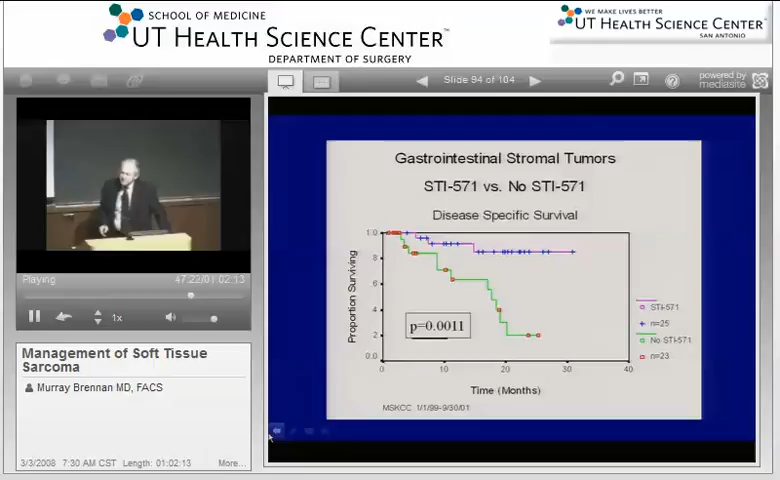 SCHOOL OF MEDICINE
UT HEALTH SCIENCE CENTER™
DEPARTMENT OF SURGERY
WE MAKE LIVES BETTER
UT HEALTH SCIENCE CENTER™
SAN ANTONIO
Slide 94 of 104
powered by
mediasite
Playing
47:22/01:02:13
1x
Management of Soft Tissue
Sarcoma
Murray Brennan MD, FACS
3/3/2008 7:30 AM CST Length: 01:02:13 More...
Gastrointestinal Stromal Tumors
STI-571 vs. No STI-571
Disease Specific Survival
Proportion Surviving
1.0
.8
.6
.4
.2
0.0
0 10 20 30 40
Time (Months)
p=0.0011
STI-571
n=25
No STI-571
n=23
MSKCC 1/1/99-9/30/01